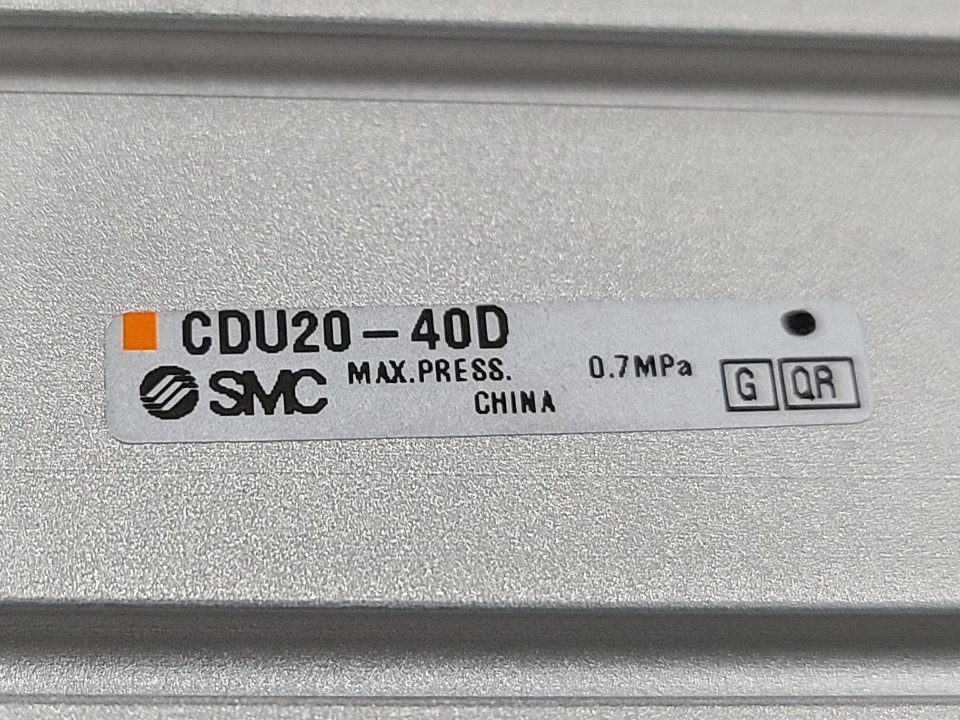 CDU20-40D
SMC MAX.PRESS. 0.7MPa
CHINA
G QR